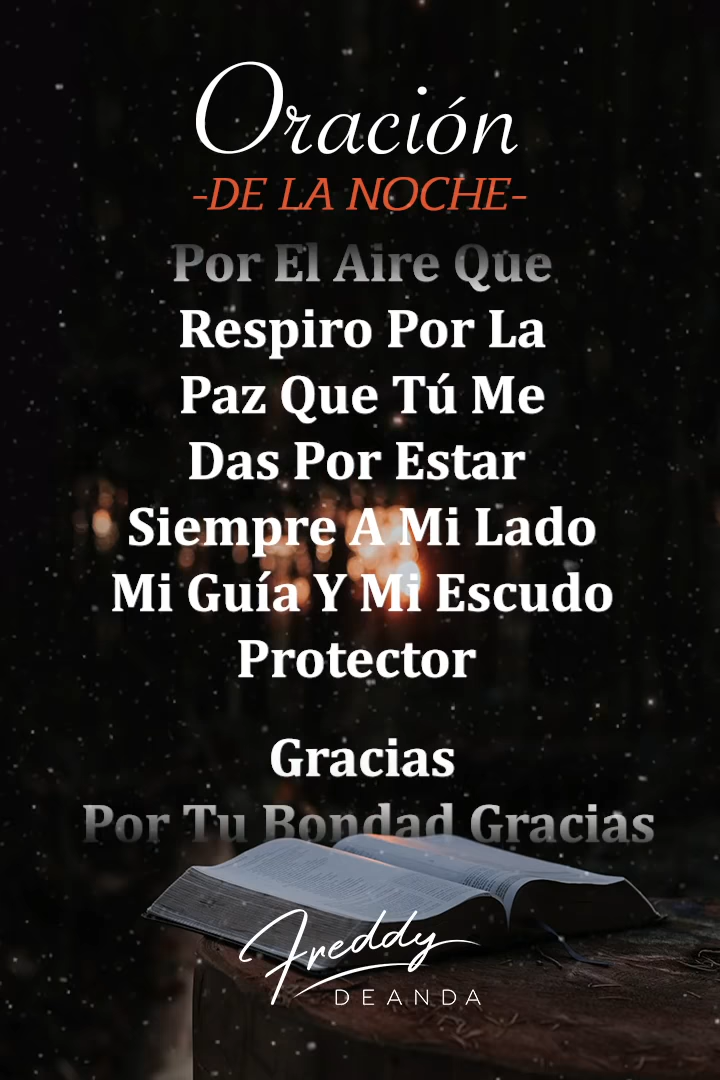 Oración
-DE LA NOCHE-
Por El Aire Que
Respiro Por La
Paz Que Tú Me
Das Por Estar
Siempre A Mi Lado
Mi Guía Y Mi Escudo
Protector
Gracias
Por Tu Bondad Gracias
Freddy
DEANDA